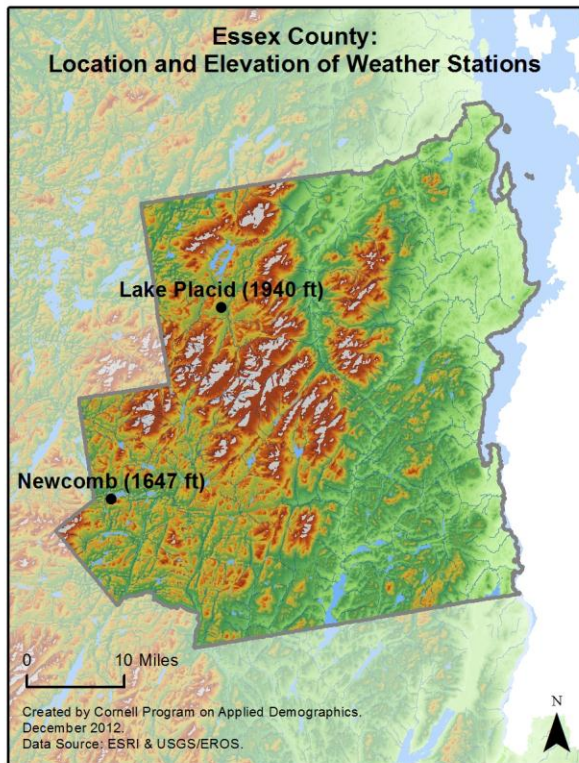 Essex County:
Location and Elevation of Weather Stations
Lake Placid (1940 ft)
Newcomb (1647 ft)
0 10 Miles
N
Created by Cornell Program on Applied Demographics.
December 2012.
Data Source: ESRI & USGS/EROS.